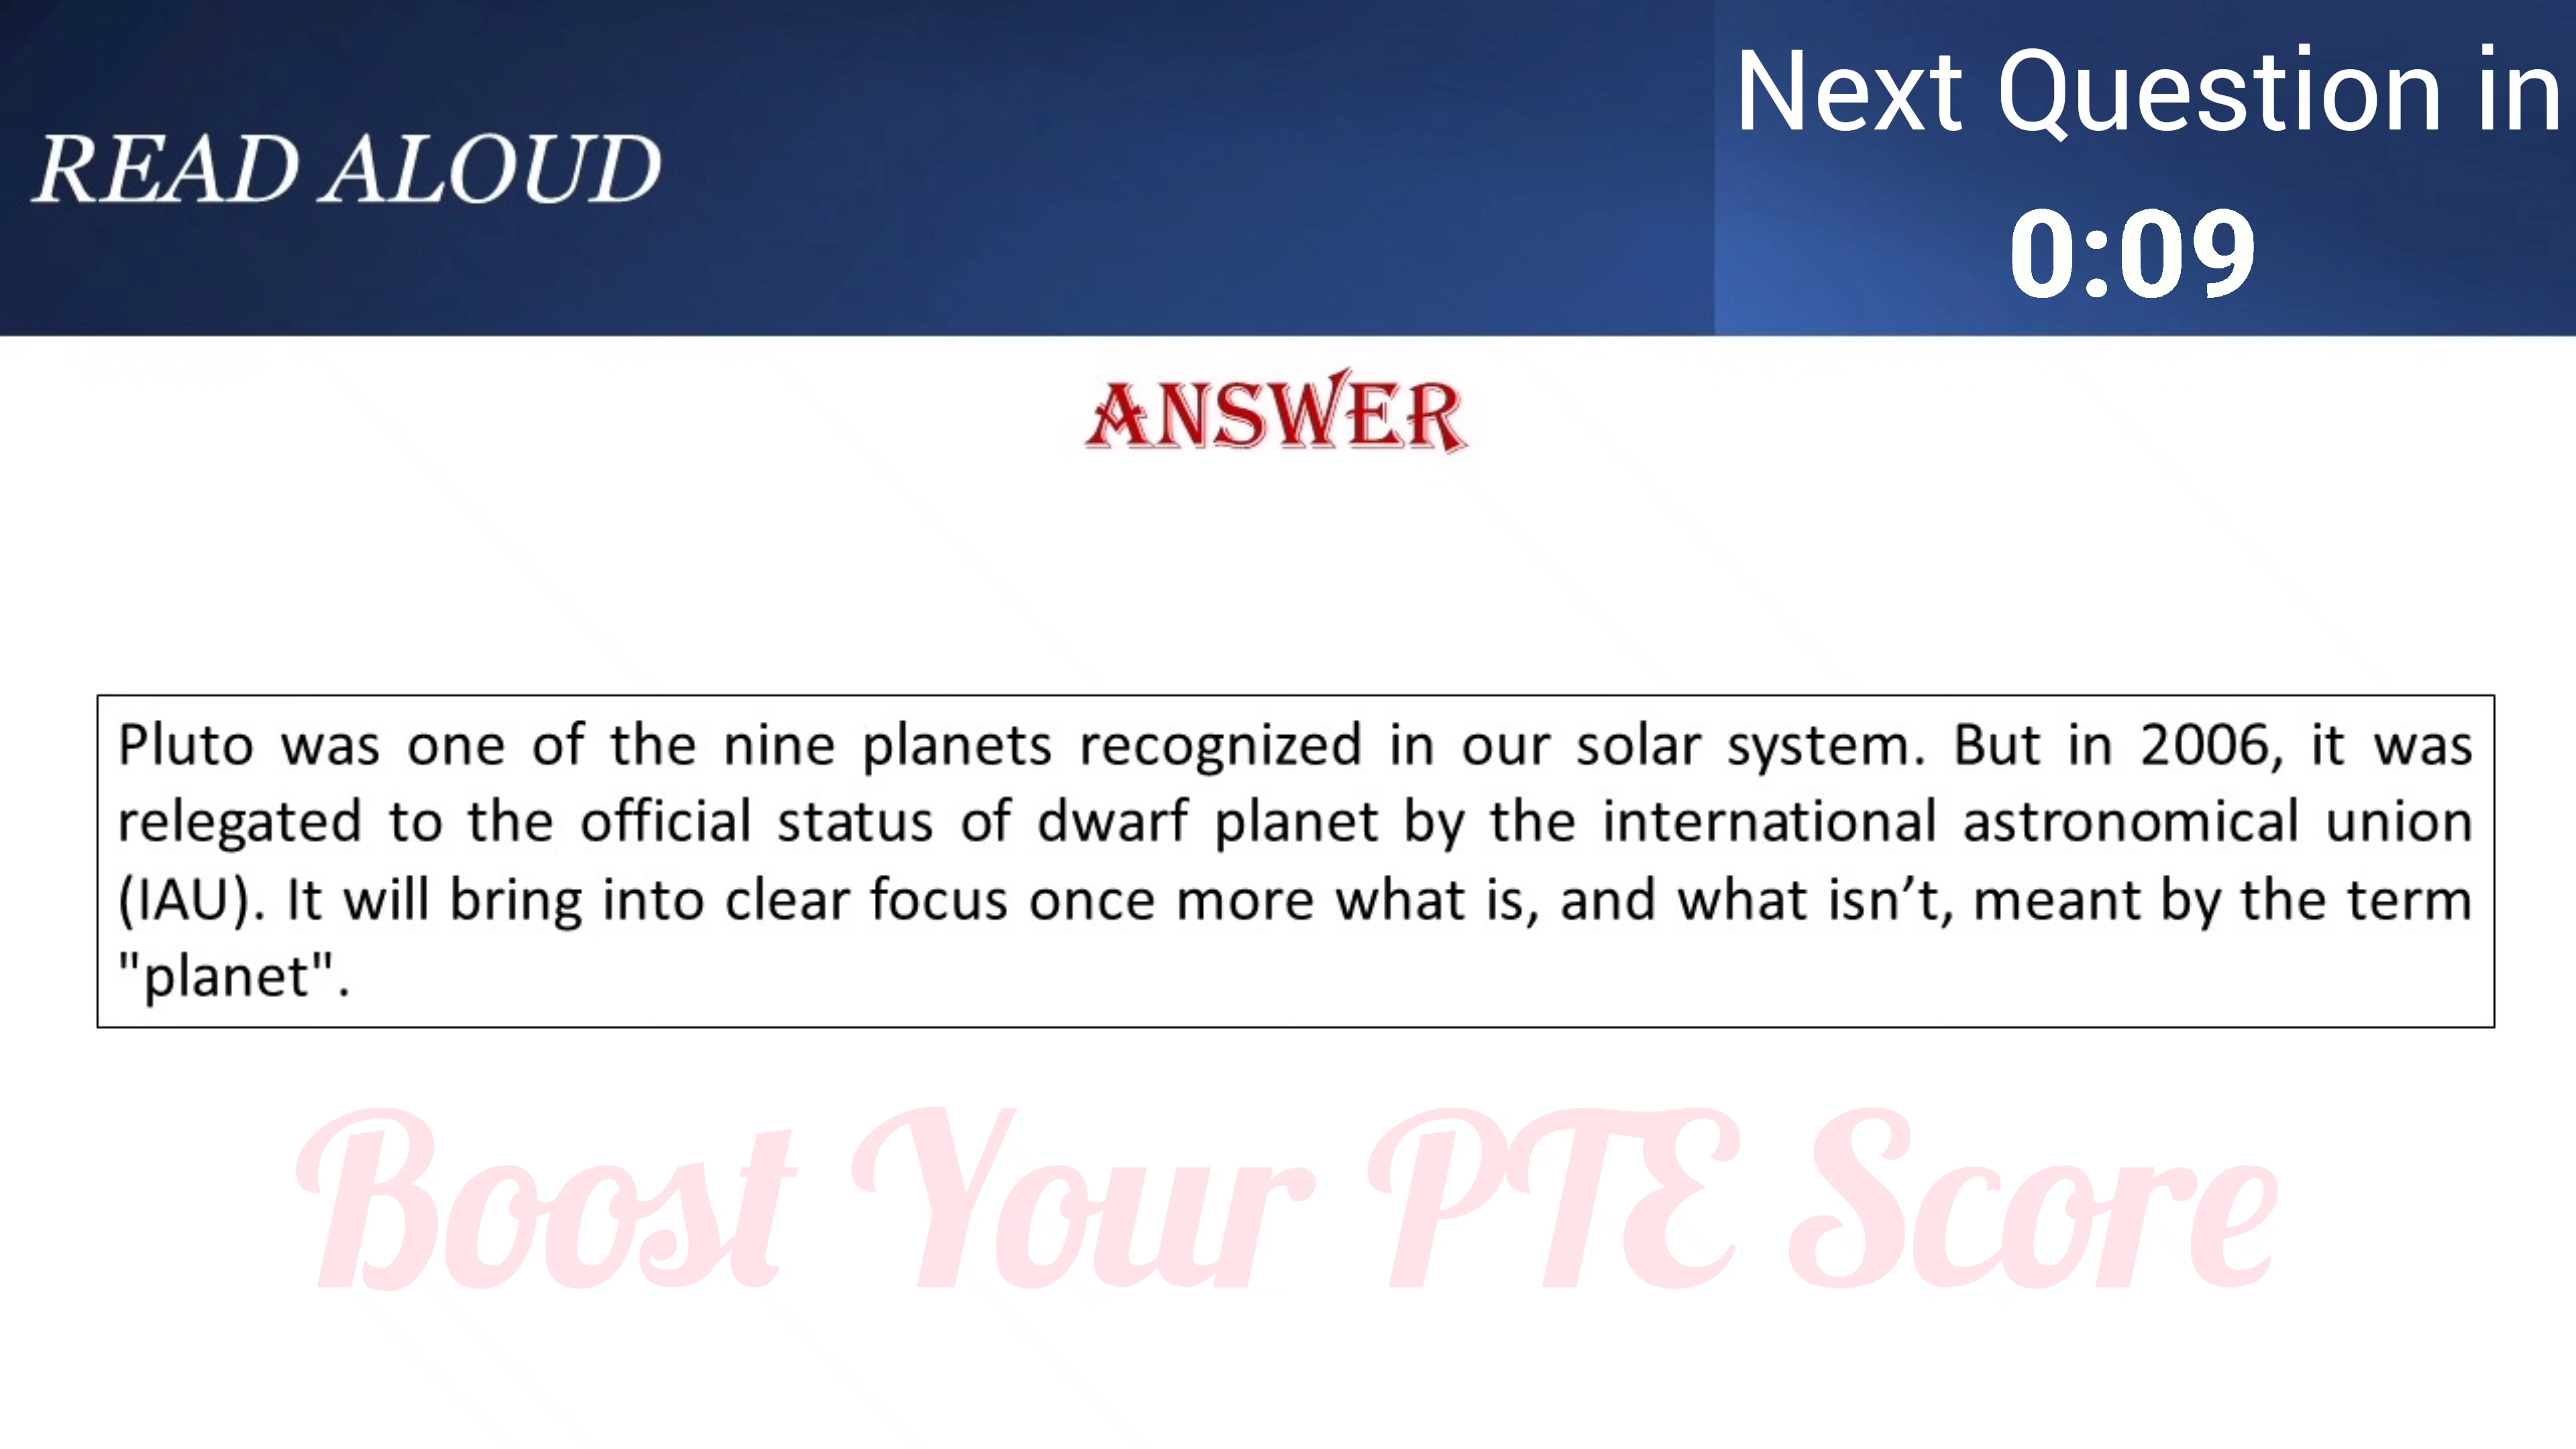 READ ALOUD
Next Question in
0:09
ANSWER
Pluto was one of the nine planets recognized in our solar system. But in 2006, it was
relegated to the official status of dwarf planet by the international astronomical union
(IAU). It will bring into clear focus once more what is, and what isn’t, meant by the term
"planet".
Boost Your PTE Score